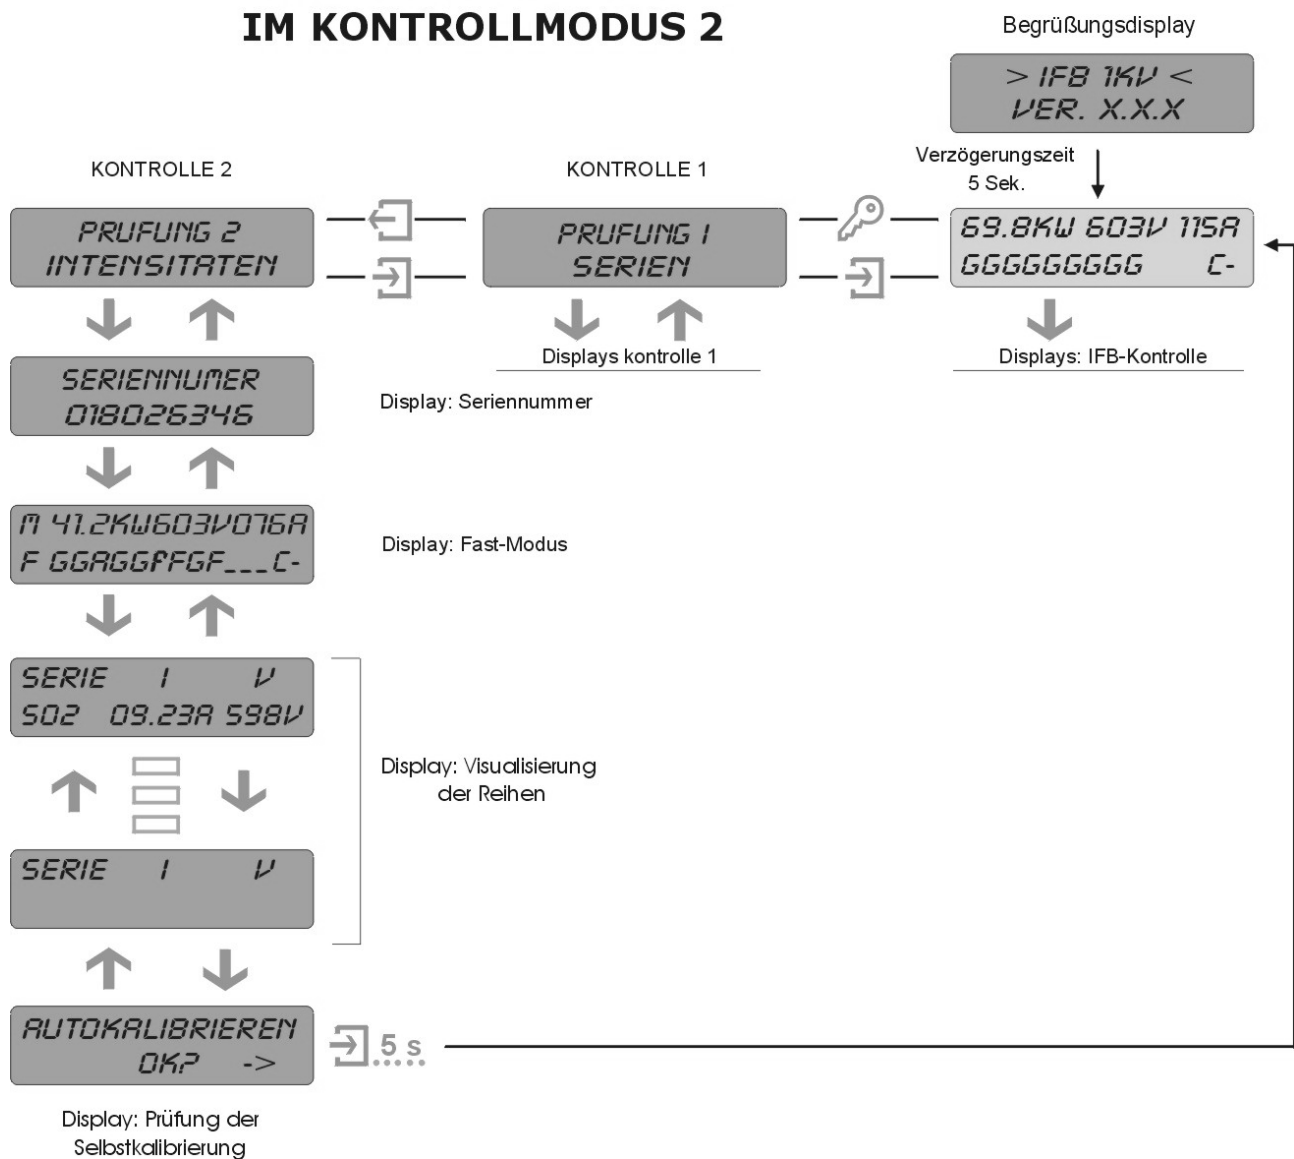 IM KONTROLLMODUS 2
Begrüßungsdisplay
> IFB 1KV <
VER. X.X.X
Verzögerungszeit
5 Sek.
KONTROLLE 2
KONTROLLE 1
PRUFUNG 2
INTENSITATEN
PRUFUNG 1
SERIEN
69.8KW 603V 115A
GGGGGGGGG C-
Displays kontrolle 1
Displays: IFB-Kontrolle
SERIENNUMER
018026346
Display: Seriennummer
M 41.2KW603V076A
F GGAGGfFGF___C-
Display: Fast-Modus
SERIE I V
S02 09.23A 598V
Display: Visualisierung
der Reihen
SERIE I V
AUTOKALIBRIEREN
OK? ->
5 s
Display: Prüfung der
Selbstkalibrierung